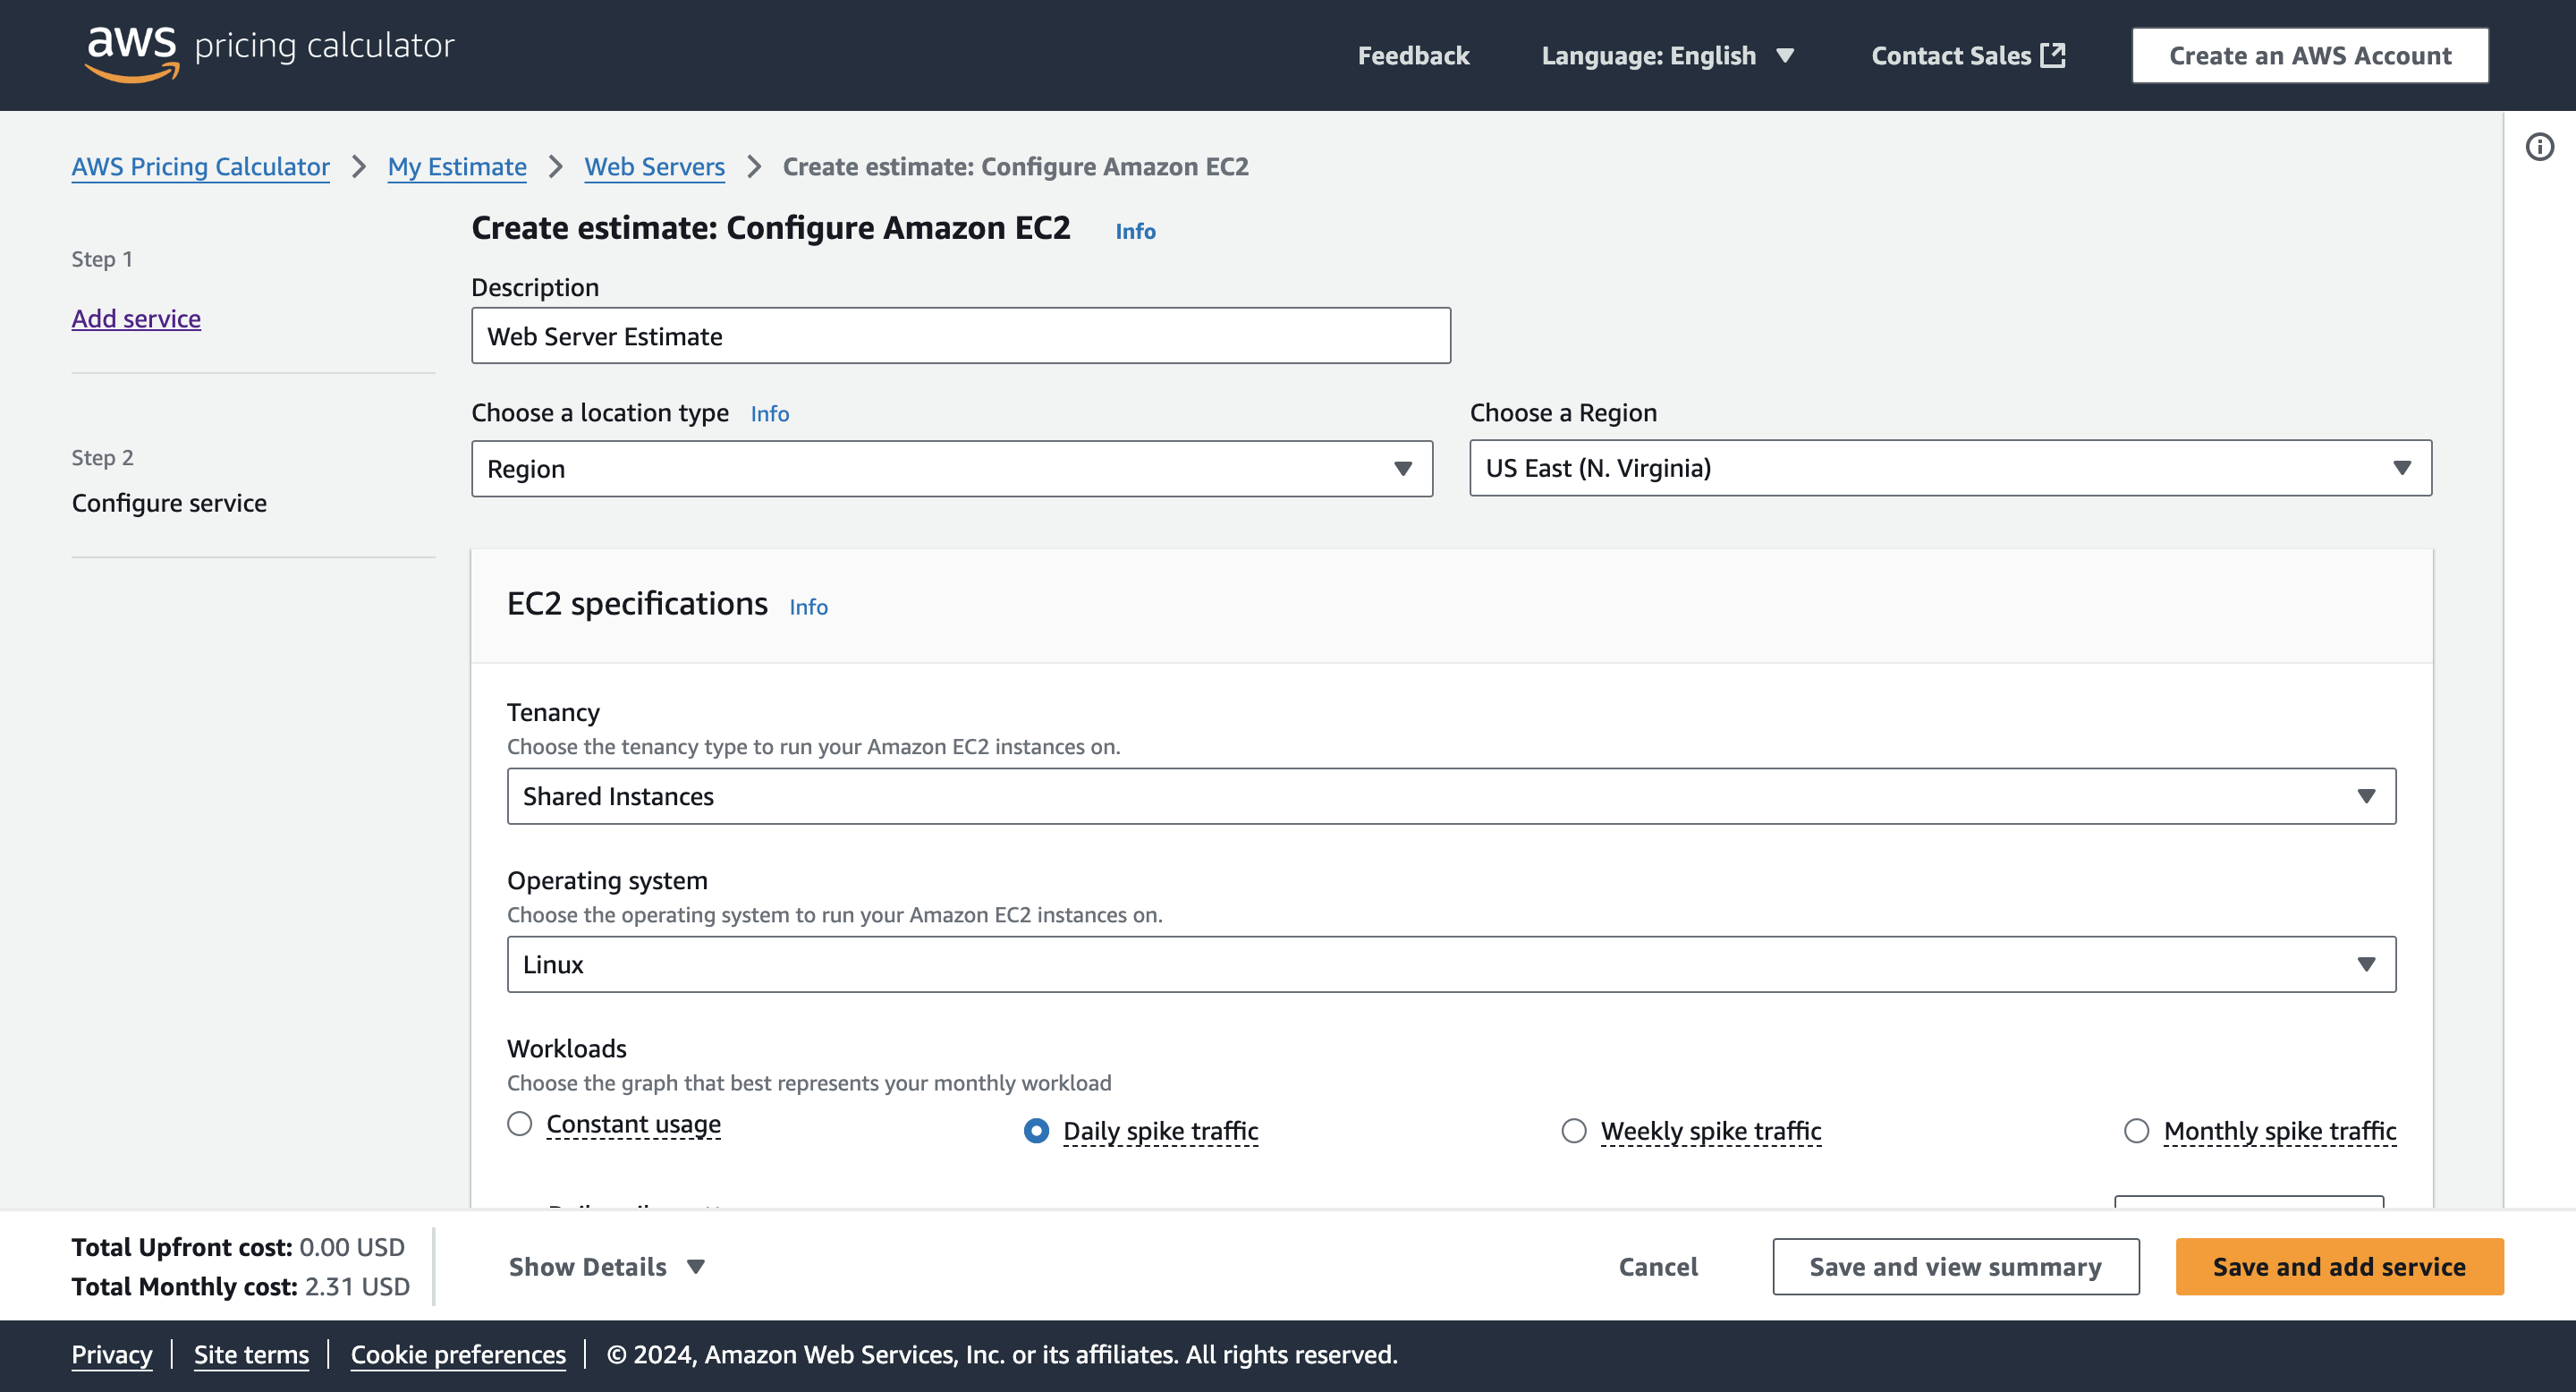 aws pricing calculator
Feedback
Language: English
Contact Sales
Create an AWS Account
AWS Pricing Calculator
My Estimate
Web Servers
Create estimate: Configure Amazon EC2
Step 1
Add service
Step 2
Configure service
Create estimate: Configure Amazon EC2 Info
Description
Web Server Estimate
Choose a location type Info
Region
Choose a Region
US East (N. Virginia)
EC2 specifications Info
Tenancy
Choose the tenancy type to run your Amazon EC2 instances on.
Shared Instances
Operating system
Choose the operating system to run your Amazon EC2 instances on.
Linux
Workloads
Choose the graph that best represents your monthly workload
Constant usage
Daily spike traffic
Weekly spike traffic
Monthly spike traffic
Total Upfront cost: 0.00 USD
Total Monthly cost: 2.31 USD
Show Details
Cancel
Save and view summary
Save and add service
Privacy
Site terms
Cookie preferences
© 2024, Amazon Web Services, Inc. or its affiliates. All rights reserved.